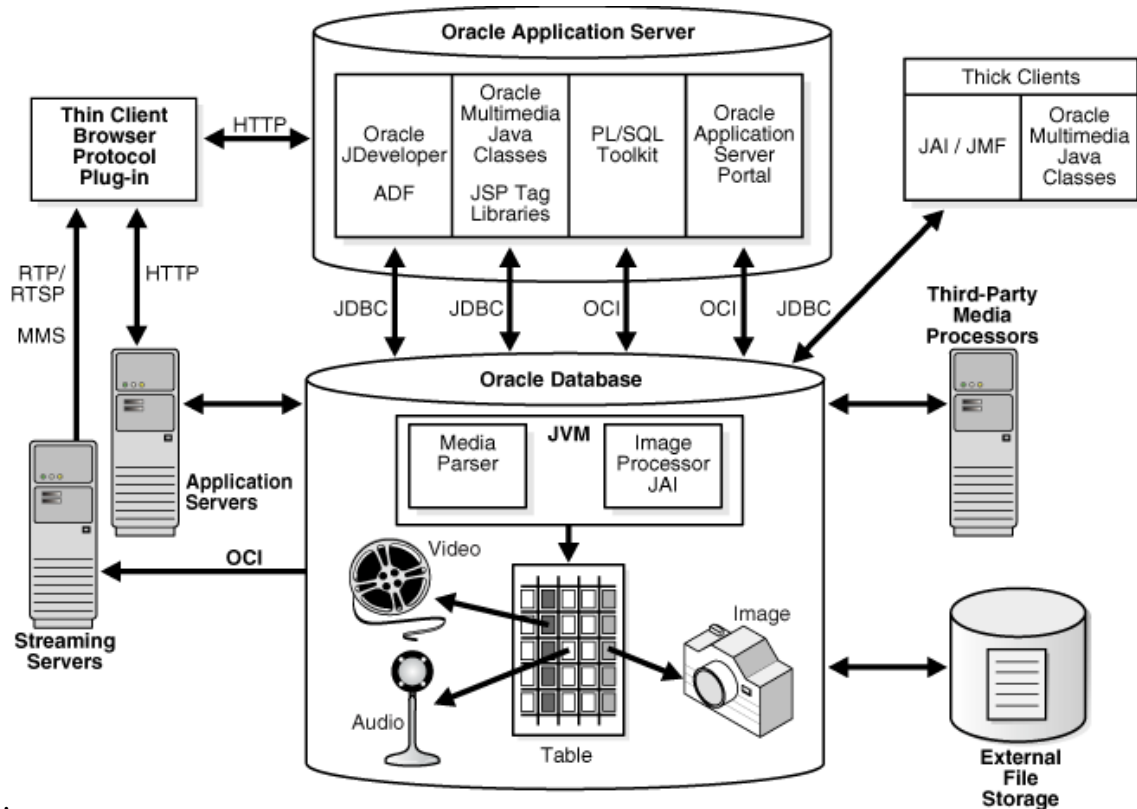 Oracle Application Server
Oracle
JDeveloper
ADF
Oracle
Multimedia
Java
Classes
JSP Tag
Libraries
PL/SQL
Toolkit
Oracle
Application
Server
Portal
Thick Clients
JAI / JMF
Oracle
Multimedia
Java
Classes
Thin Client
Browser
Protocol
Plug-in
HTTP
RTP/
RTSP
MMS
HTTP
JDBC
JDBC
OCI
OCI
JDBC
Third-Party
Media
Processors
Oracle Database
JVM
Media
Parser
Image
Processor
JAI
Application
Servers
OCI
Streaming
Servers
Video
Audio
Table
Image
External
File
Storage